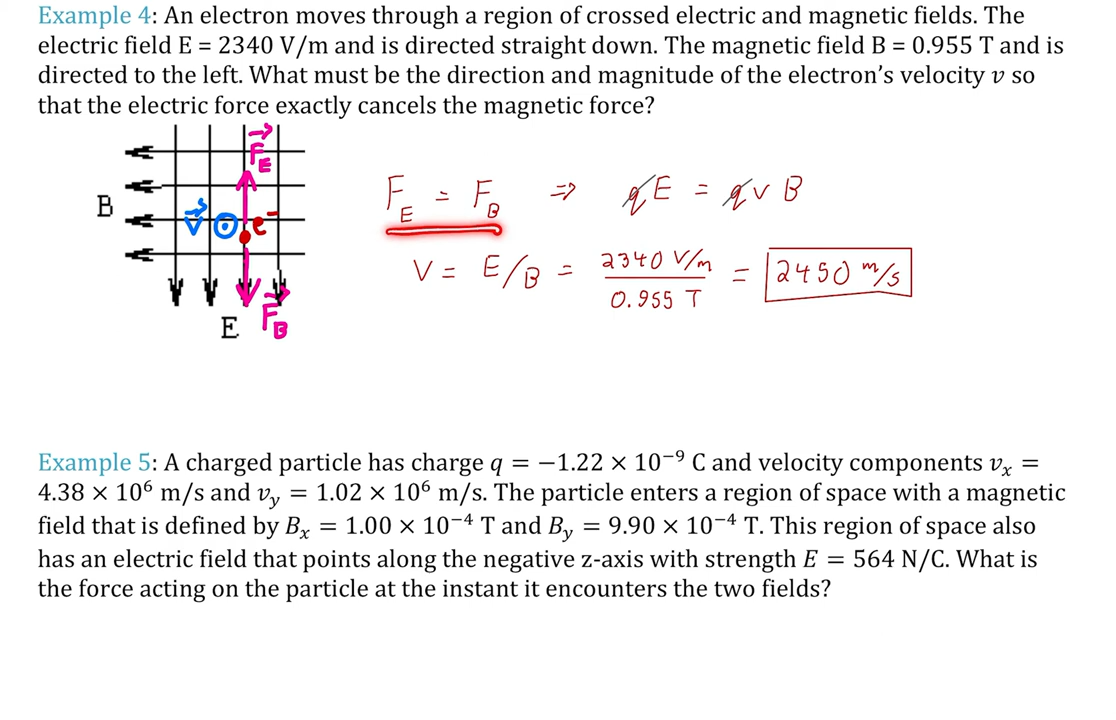 Example 4: An electron moves through a region of crossed electric and magnetic fields. The
electric field E = 2340 V/m and is directed straight down. The magnetic field B = 0.955 T and is
directed to the left. What must be the direction and magnitude of the electron's velocity v so
that the electric force exactly cancels the magnetic force?
F⃗_E
B
v⃗ e⁻
E F⃗_B
F_E = F_B ⇒ qE = qvB
V = E/B = 2340 V/m / 0.955 T = 2450 m/s
Example 5: A charged particle has charge q = −1.22 × 10⁻⁹ C and velocity components vₓ =
4.38 × 10⁶ m/s and v_y = 1.02 × 10⁶ m/s. The particle enters a region of space with a magnetic
field that is defined by Bₓ = 1.00 × 10⁻⁴ T and B_y = 9.90 × 10⁻⁴ T. This region of space also
has an electric field that points along the negative z-axis with strength E = 564 N/C. What is
the force acting on the particle at the instant it encounters the two fields?